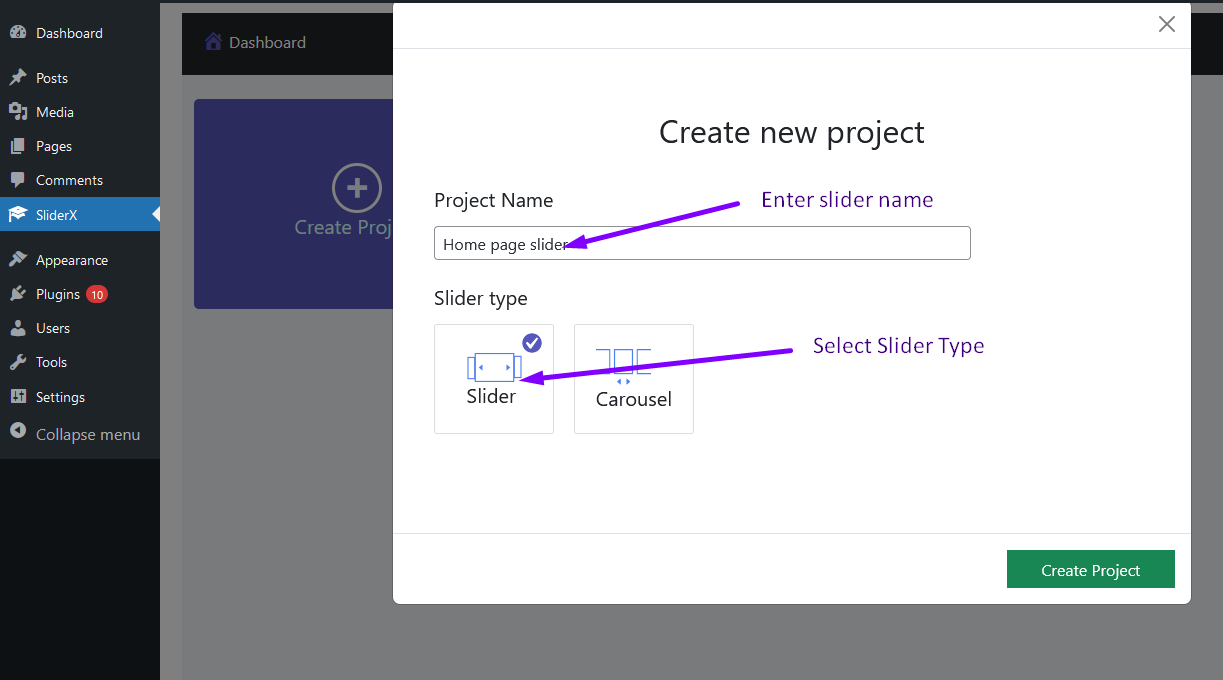 Dashboard
Posts
Media
Pages
Comments
SliderX
Appearance
Plugins 10
Users
Tools
Settings
Collapse menu
Dashboard
Create Proj
Create new project
Project Name
Enter slider name
Home page slider
Slider type
Select Slider Type
Slider
Carousel
Create Project